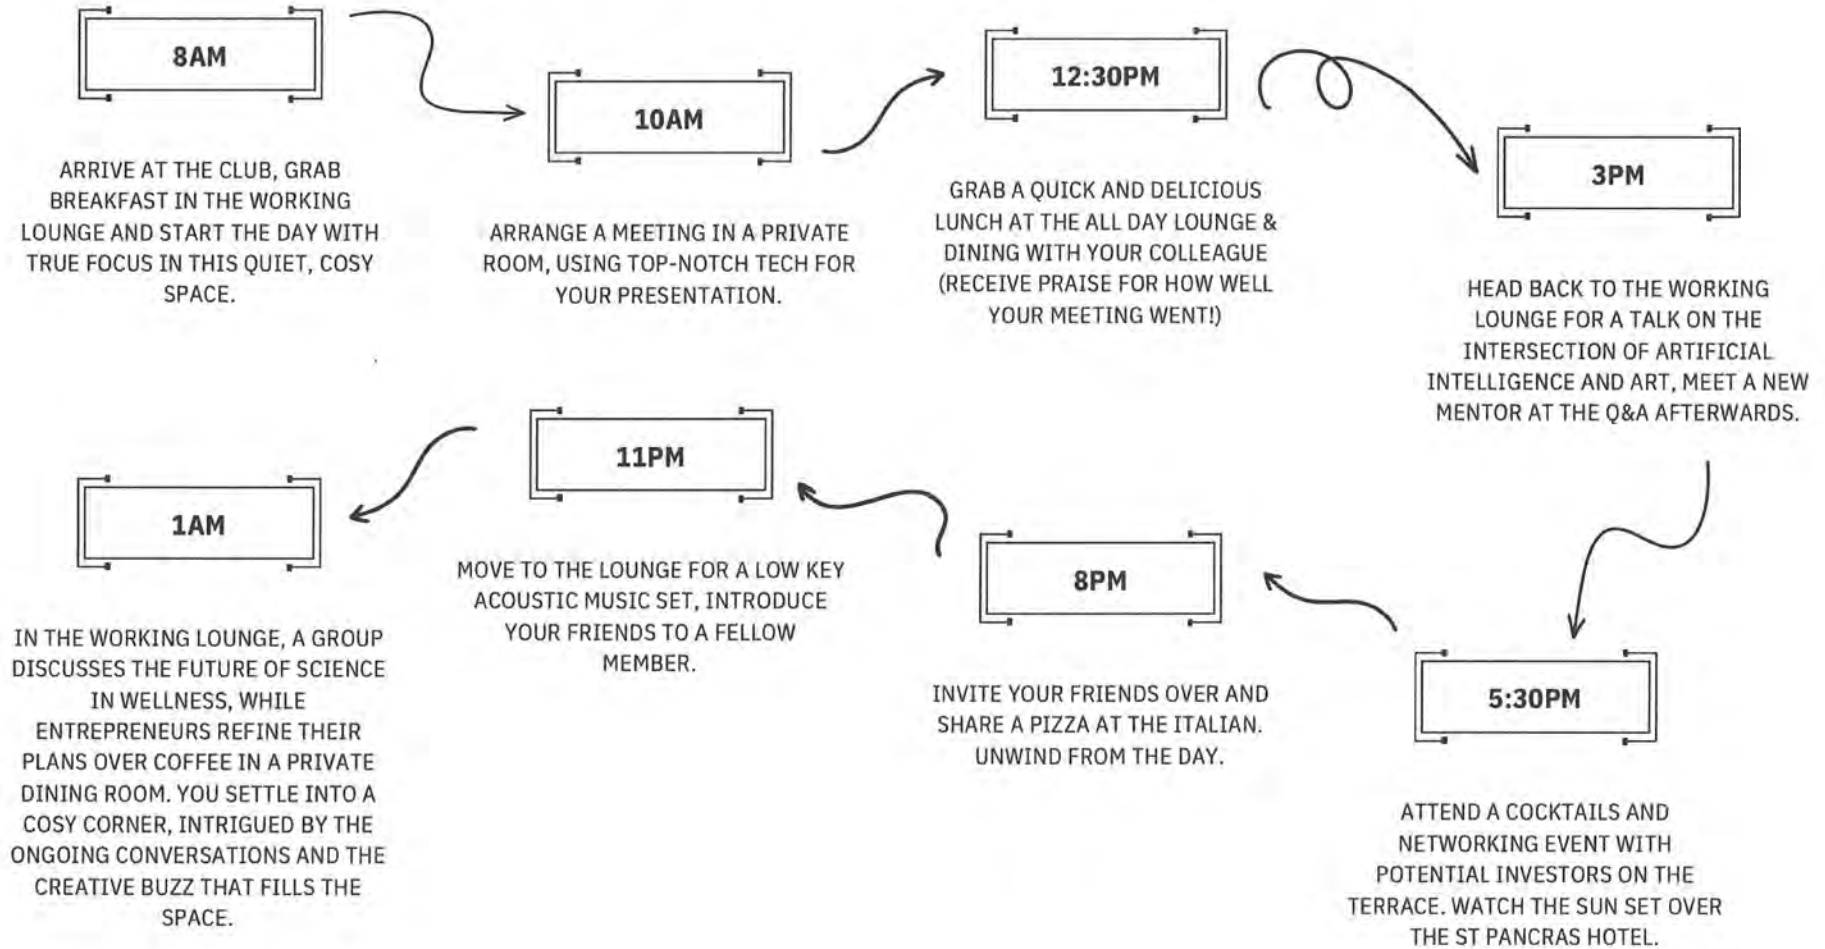 8AM
ARRIVE AT THE CLUB, GRAB
BREAKFAST IN THE WORKING
LOUNGE AND START THE DAY WITH
TRUE FOCUS IN THIS QUIET, COSY
SPACE.
10AM
ARRANGE A MEETING IN A PRIVATE
ROOM, USING TOP-NOTCH TECH FOR
YOUR PRESENTATION.
12:30PM
GRAB A QUICK AND DELICIOUS
LUNCH AT THE ALL DAY LOUNGE &
DINING WITH YOUR COLLEAGUE
(RECEIVE PRAISE FOR HOW WELL
YOUR MEETING WENT!)
3PM
HEAD BACK TO THE WORKING
LOUNGE FOR A TALK ON THE
INTERSECTION OF ARTIFICIAL
INTELLIGENCE AND ART, MEET A NEW
MENTOR AT THE Q&A AFTERWARDS.
5:30PM
ATTEND A COCKTAILS AND
NETWORKING EVENT WITH
POTENTIAL INVESTORS ON THE
TERRACE. WATCH THE SUN SET OVER
THE ST PANCRAS HOTEL.
8PM
INVITE YOUR FRIENDS OVER AND
SHARE A PIZZA AT THE ITALIAN.
UNWIND FROM THE DAY.
11PM
MOVE TO THE LOUNGE FOR A LOW KEY
ACOUSTIC MUSIC SET, INTRODUCE
YOUR FRIENDS TO A FELLOW
MEMBER.
1AM
IN THE WORKING LOUNGE, A GROUP
DISCUSSES THE FUTURE OF SCIENCE
IN WELLNESS, WHILE
ENTREPRENEURS REFINE THEIR
PLANS OVER COFFEE IN A PRIVATE
DINING ROOM. YOU SETTLE INTO A
COSY CORNER, INTRIGUED BY THE
ONGOING CONVERSATIONS AND THE
CREATIVE BUZZ THAT FILLS THE
SPACE.